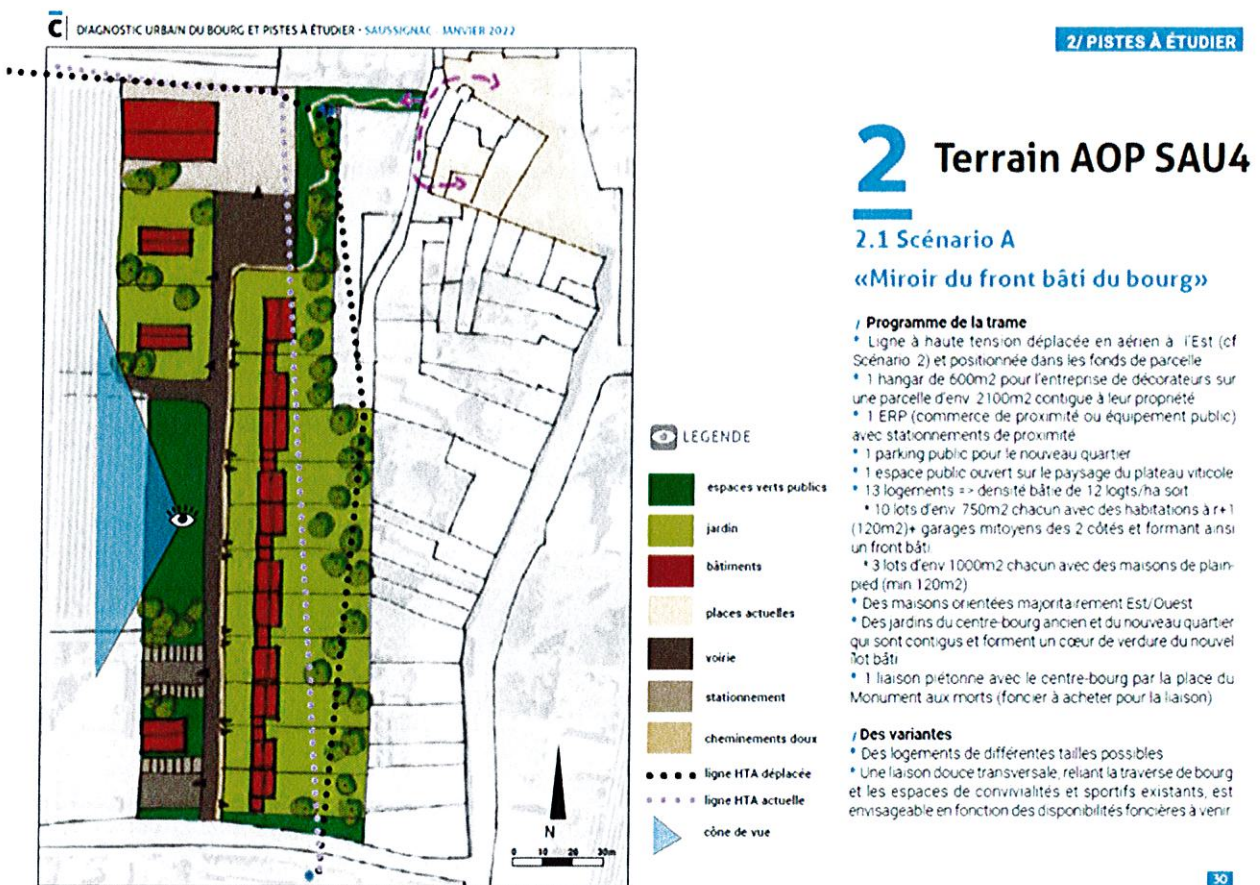 C DIAGNOSTIC URBAIN DU BOURG ET PISTES À ÉTUDIER • SAUSSIGNAC - JANVIER 2022
2/ PISTES À ÉTUDIER
2 Terrain AOP SAU4
2.1 Scénario A
«Miroir du front bâti du bourg»
/ Programme de la trame
• Ligne à haute tension déplacée en aérien à l'Est (cf
Scénario 2) et positionnée dans les fonds de parcelle
• 1 hangar de 600m2 pour l'entreprise de décorateurs sur
une parcelle d'env 2100m2 contigue à leur propriété
• 1 ERP (commerce de proximité ou équipement public)
avec stationnements de proximité
• 1 parking public pour le nouveau quartier
• 1 espace public ouvert sur le paysage du plateau viticole
• 13 logements => densité bâtie de 12 logts/ha soit
• 10 lots d'env 750m2 chacun avec des habitations à r+1
(120m2)+ garages mitoyens des 2 côtés et formant ainsi
un front bâti
• 3 lots d'env 1000m2 chacun avec des maisons de plain-
pied (min 120m2)
• Des maisons orientées majoritairement Est/Ouest
• Des jardins du centre-bourg ancien et du nouveau quartier
qui sont contigus et forment un cœur de verdure du nouvel
îlot bâti
• 1 liaison piétonne avec le centre-bourg par la place du
Monument aux morts (foncier à acheter pour la liaison)
/ Des variantes
• Des logements de différentes tailles possibles
• Une liaison douce transversale, reliant la traverse de bourg
et les espaces de convivialités et sportifs existants, est
envisageable en fonction des disponibilités foncières à venir
LEGENDE
espaces verts publics
jardin
bâtiments
places actuelles
voirie
stationnement
cheminements doux
ligne HTA déplacée
ligne HTA actuelle
cône de vue
N
0 10 20 30m
30